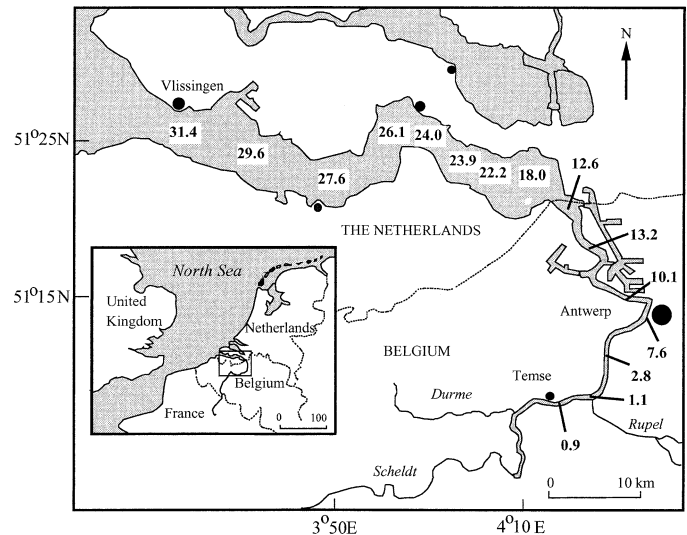 N
Vlissingen
51°25N
31.4
29.6
27.6
26.1
24.0
23.9
22.2
18.0
12.6
THE NETHERLANDS
13.2
51°15N
10.1
Antwerp
7.6
BELGIUM
2.8
Temse
Durme
1.1
Rupel
0.9
Scheldt
0 10 km
3°50E
4°10E
North Sea
United
Kingdom
Netherlands
Belgium
France
0 100